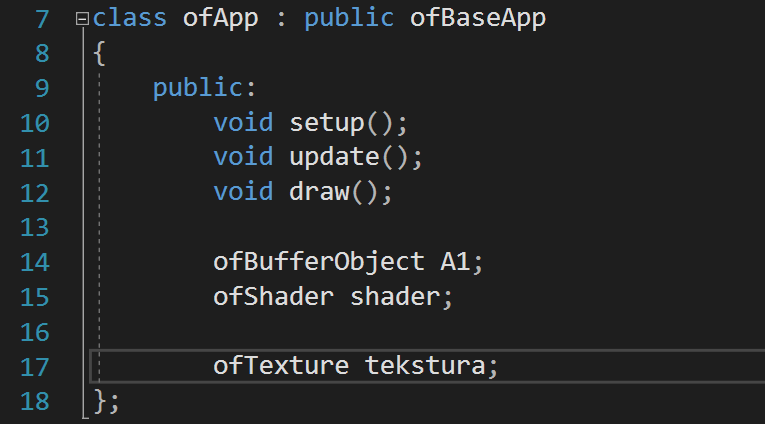 7 class ofApp : public ofBaseApp
8 {
9 public:
10 void setup();
11 void update();
12 void draw();
13
14 ofBufferObject A1;
15 ofShader shader;
16
17 ofTexture tekstura;
18 };